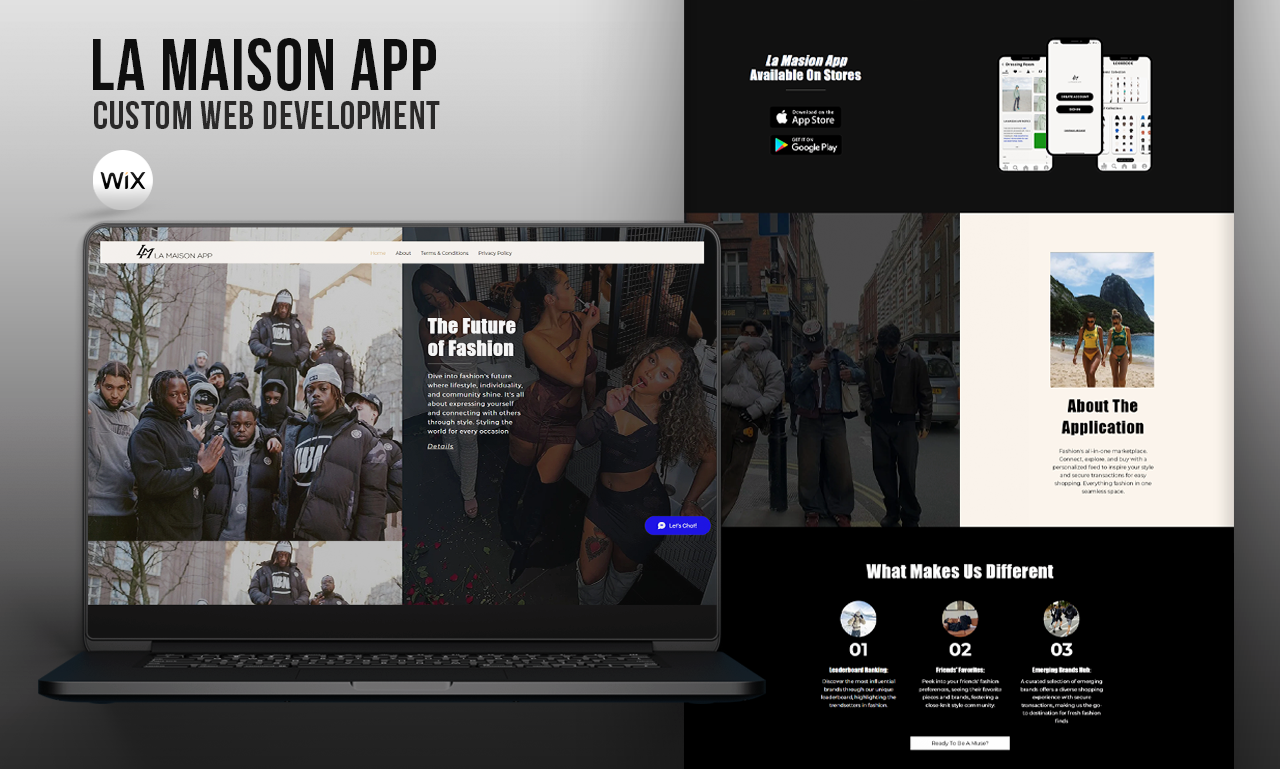 LA MAISON APP
CUSTOM WEB DEVELOPMENT
WiX
LM LA MAISON APP
Home About Terms & Conditions Privacy Policy
The Future
of Fashion
Dive into fashion's future
where lifestyle, individuality,
and community shine. It's all
about expressing yourself
and connecting with others
through style. Styling the
world for every occasion
Details
Let's Chat!
La Masion App
Available On Stores
Download on the
App Store
GET IT ON
Google Play
Dressing Room
CREATE ACCOUNT
SIGN IN
LOOKBOOK
About The
Application
Fashion's all-in-one marketplace.
Connect, explore, and buy with a
personalized feed to inspire your style
and secure transactions for easy
shopping. Everything fashion in one
seamless space.
What Makes Us Different
01
Leaderboard Ranking:
Discover the most influential
brands through our unique
leaderboard, highlighting the
trendsetters in fashion.
02
Friends' Favorites:
Peek into your friends' fashion
preferences, seeing their favorite
pieces and brands, fostering a
close-knit style community.
03
Emerging Brands Hub:
A curated selection of emerging
brands offers a diverse shopping
experience with secure
transactions, making us the go-
to destination for fresh fashion
finds
Ready To Be A Muse?